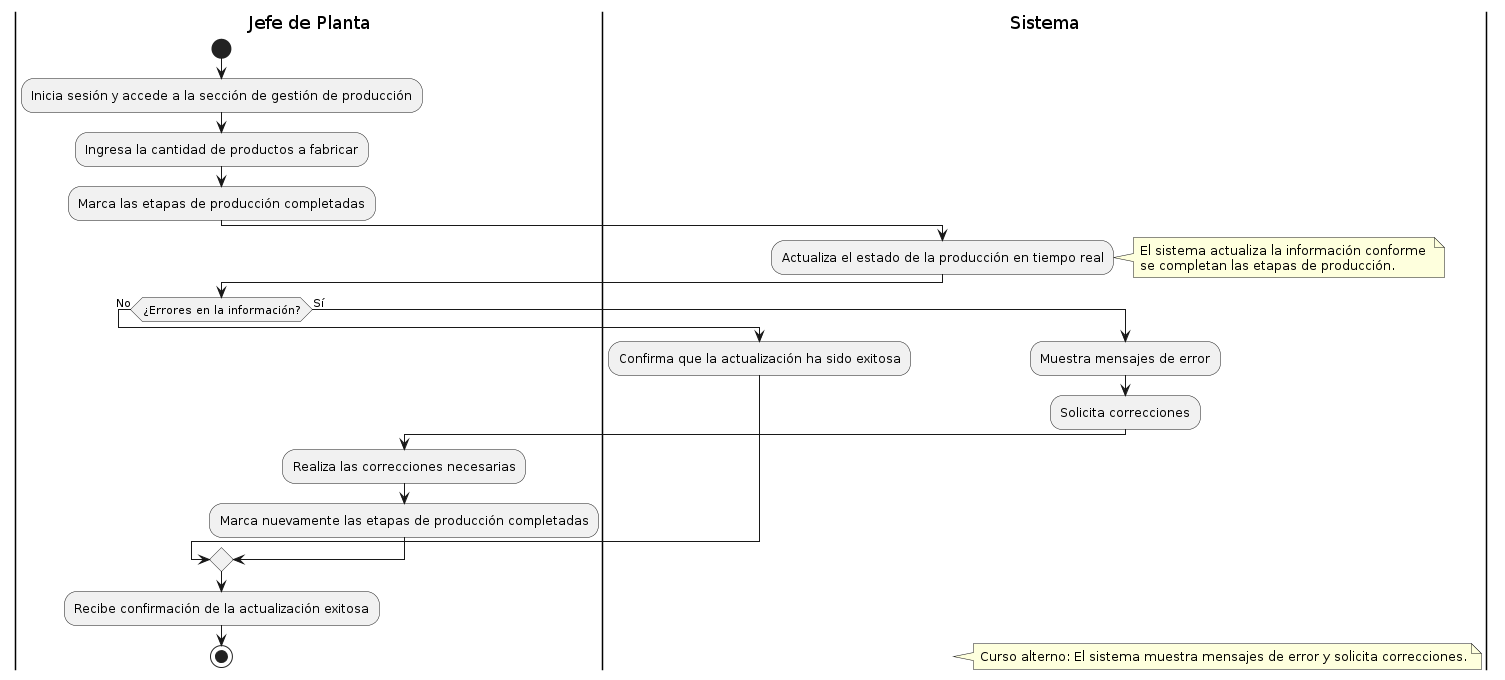 Jefe de Planta
Sistema
Inicia sesión y accede a la sección de gestión de producción
Ingresa la cantidad de productos a fabricar
Marca las etapas de producción completadas
Actualiza el estado de la producción en tiempo real
El sistema actualiza la información conforme
se completan las etapas de producción.
No
¿Errores en la información?
Sí
Confirma que la actualización ha sido exitosa
Muestra mensajes de error
Solicita correcciones
Realiza las correcciones necesarias
Marca nuevamente las etapas de producción completadas
Recibe confirmación de la actualización exitosa
Curso alterno: El sistema muestra mensajes de error y solicita correcciones.